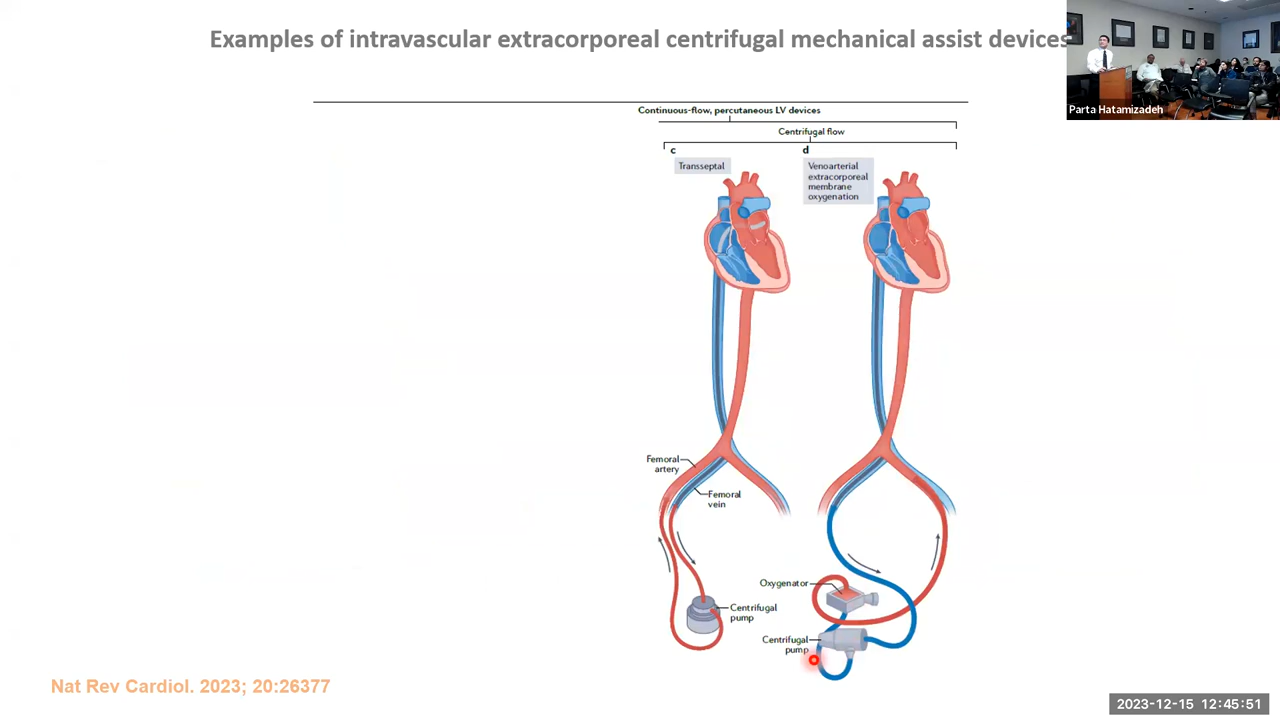 Examples of intravascular extracorporeal centrifugal mechanical assist devices
Parta Hatamizadeh
Continuous-flow, percutaneous LV devices
Centrifugal flow
c
d
Transseptal
Venoarterial
extracorporeal
membrane
oxygenation
Femoral
artery
Femoral
vein
Oxygenator
Centrifugal
pump
Centrifugal
pump
Nat Rev Cardiol. 2023; 20:26377
2023-12-15 12:45:51